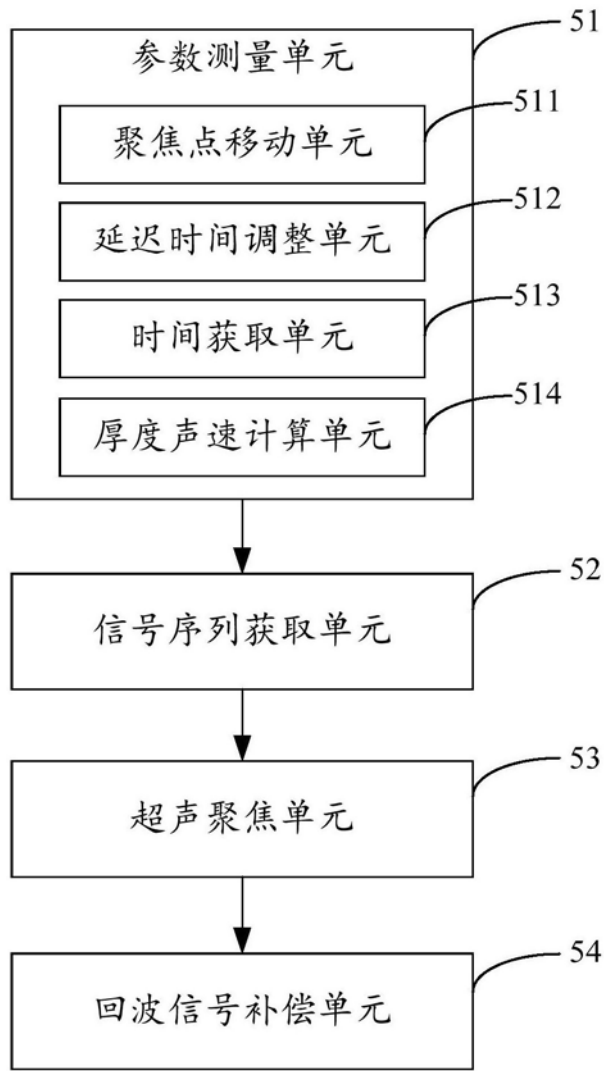 参数测量单元
51
聚焦点移动单元
511
延迟时间调整单元
512
时间获取单元
513
厚度声速计算单元
514
信号序列获取单元
52
超声聚焦单元
53
回波信号补偿单元
54